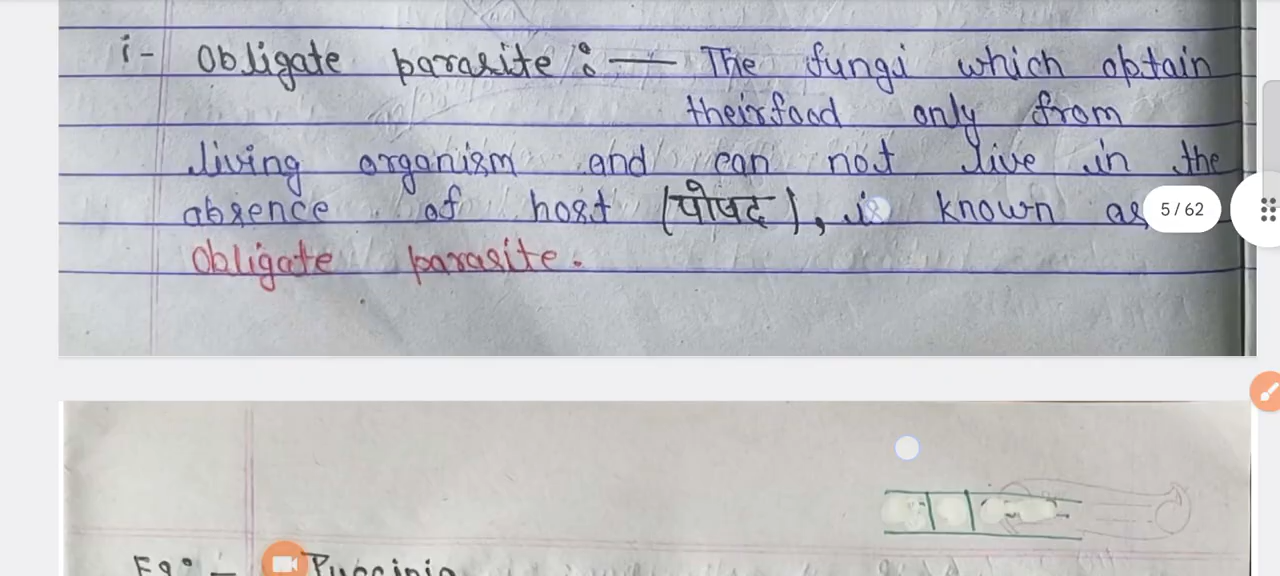 i- Obligate parasite :— The fungi which obtain
their food only from
living organism and can not live in the
absence of host (पोषद), is known as
Obligate parasite.
5 / 62
Eg: - Puccinia